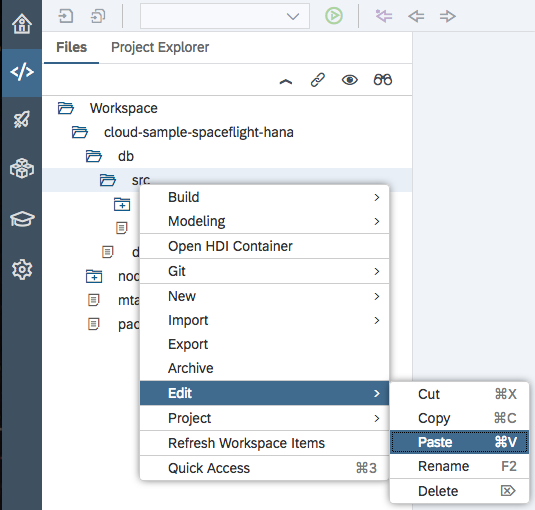 Files Project Explorer
Workspace
cloud-sample-spaceflight-hana
db
src
Build
Modeling
Open HDI Container
d
Git
nod
New
mta
Import
pac
Export
Archive
Edit
Project
Refresh Workspace Items
Quick Access ⌘3
Cut ⌘X
Copy ⌘C
Paste ⌘V
Rename F2
Delete ⌦